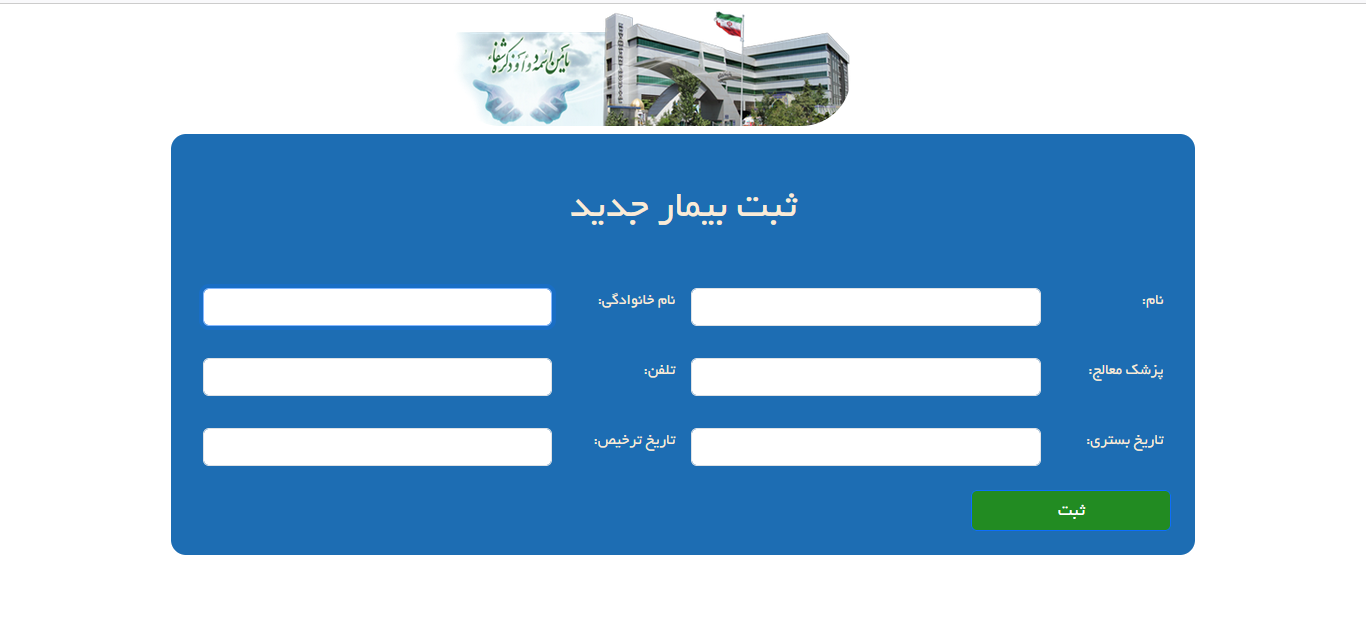 یا من اسمه دواء و ذکره شفاء
ثبت بیمار جدید
نام: نام خانوادگی:
پزشک معالج: تلفن:
تاریخ بستری: تاریخ ترخیص:
ثبت